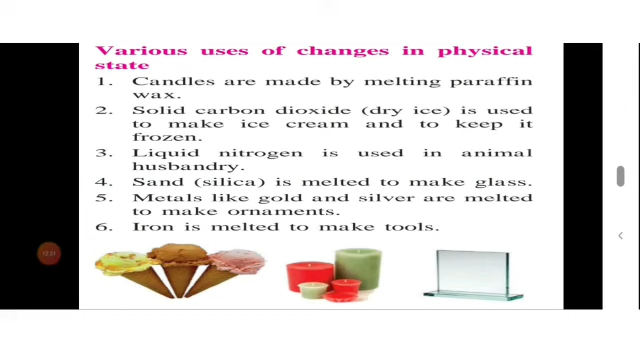 Various uses of changes in physical
state
1. Candles are made by melting paraffin
wax.
2. Solid carbon dioxide (dry ice) is used
to make ice cream and to keep it
frozen.
3. Liquid nitrogen is used in animal
husbandry.
4. Sand (silica) is melted to make glass.
5. Metals like gold and silver are melted
to make ornaments.
6. Iron is melted to make tools.